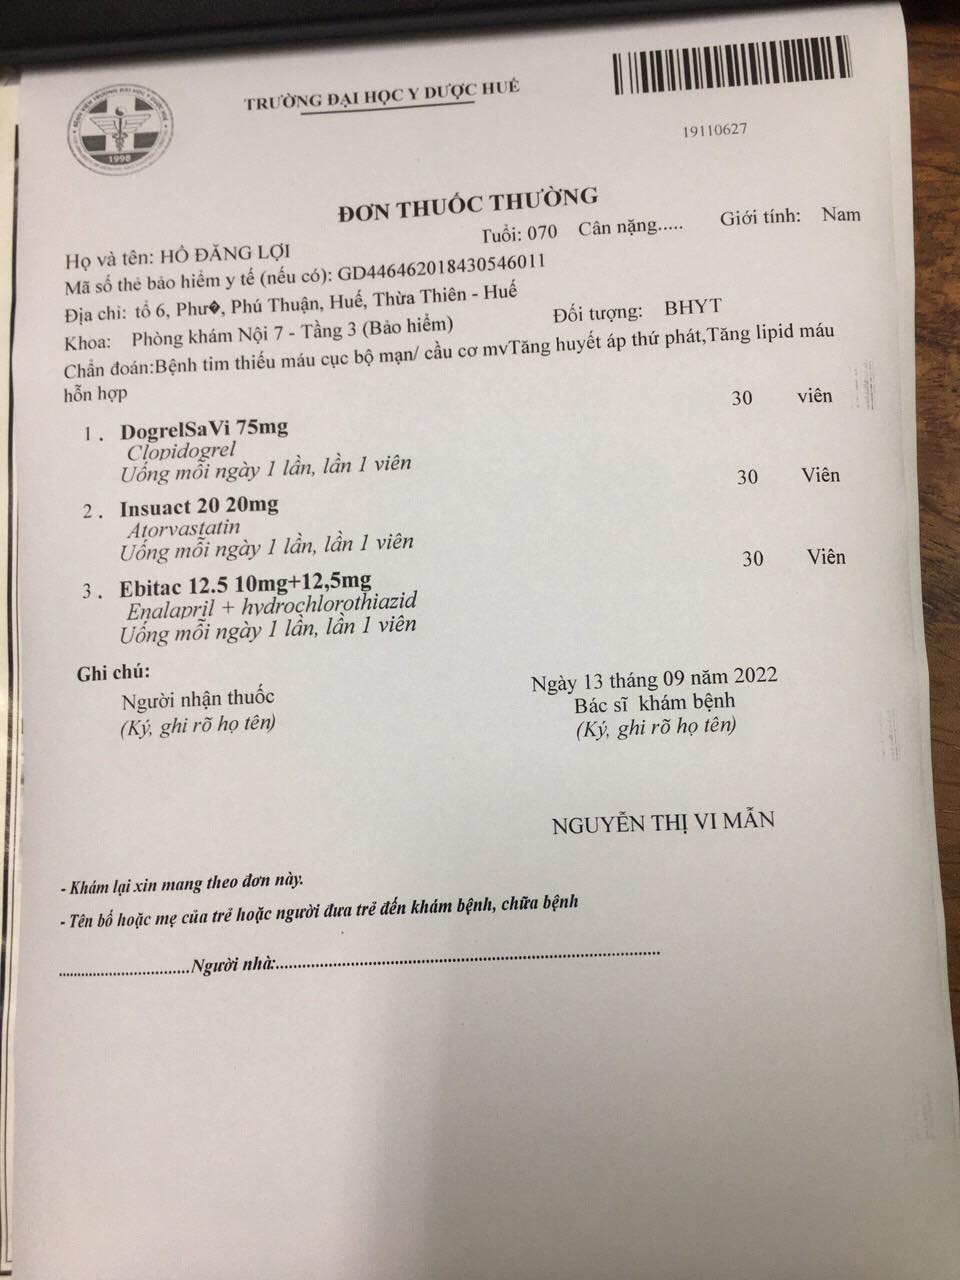 TRƯỜNG ĐẠI HỌC Y DƯỢC HUẾ
19110627
1998
ĐƠN THUỐC THƯỜNG
Họ và tên: HỒ ĐĂNG LỢI Tuổi: 070 Cân nặng..... Giới tính: Nam
Mã số thẻ bảo hiểm y tế (nếu có): GD446462018430546011
Địa chỉ: tổ 6, Phư�, Phú Thuận, Huế, Thừa Thiên - Huế
Khoa: Phòng khám Nội 7 - Tầng 3 (Bảo hiểm) Đối tượng: BHYT
Chẩn đoán:Bệnh tim thiếu máu cục bộ mạn/ cầu cơ mvTăng huyết áp thứ phát,Tăng lipid máu
hỗn hợp
1. DogrelSaVi 75mg 30 viên
Clopidogrel
Uống mỗi ngày 1 lần, lần 1 viên
2. Insuact 20 20mg 30 Viên
Atorvastatin
Uống mỗi ngày 1 lần, lần 1 viên
3. Ebitac 12.5 10mg+12,5mg 30 Viên
Enalapril + hydrochlorothiazid
Uống mỗi ngày 1 lần, lần 1 viên
Ghi chú:
Người nhận thuốc Ngày 13 tháng 09 năm 2022
(Ký, ghi rõ họ tên) Bác sĩ khám bệnh
(Ký, ghi rõ họ tên)
NGUYỄN THỊ VI MẪN
- Khám lại xin mang theo đơn này.
- Tên bố hoặc mẹ của trẻ hoặc người đưa trẻ đến khám bệnh, chữa bệnh
..............................Người nhà:................................................................................